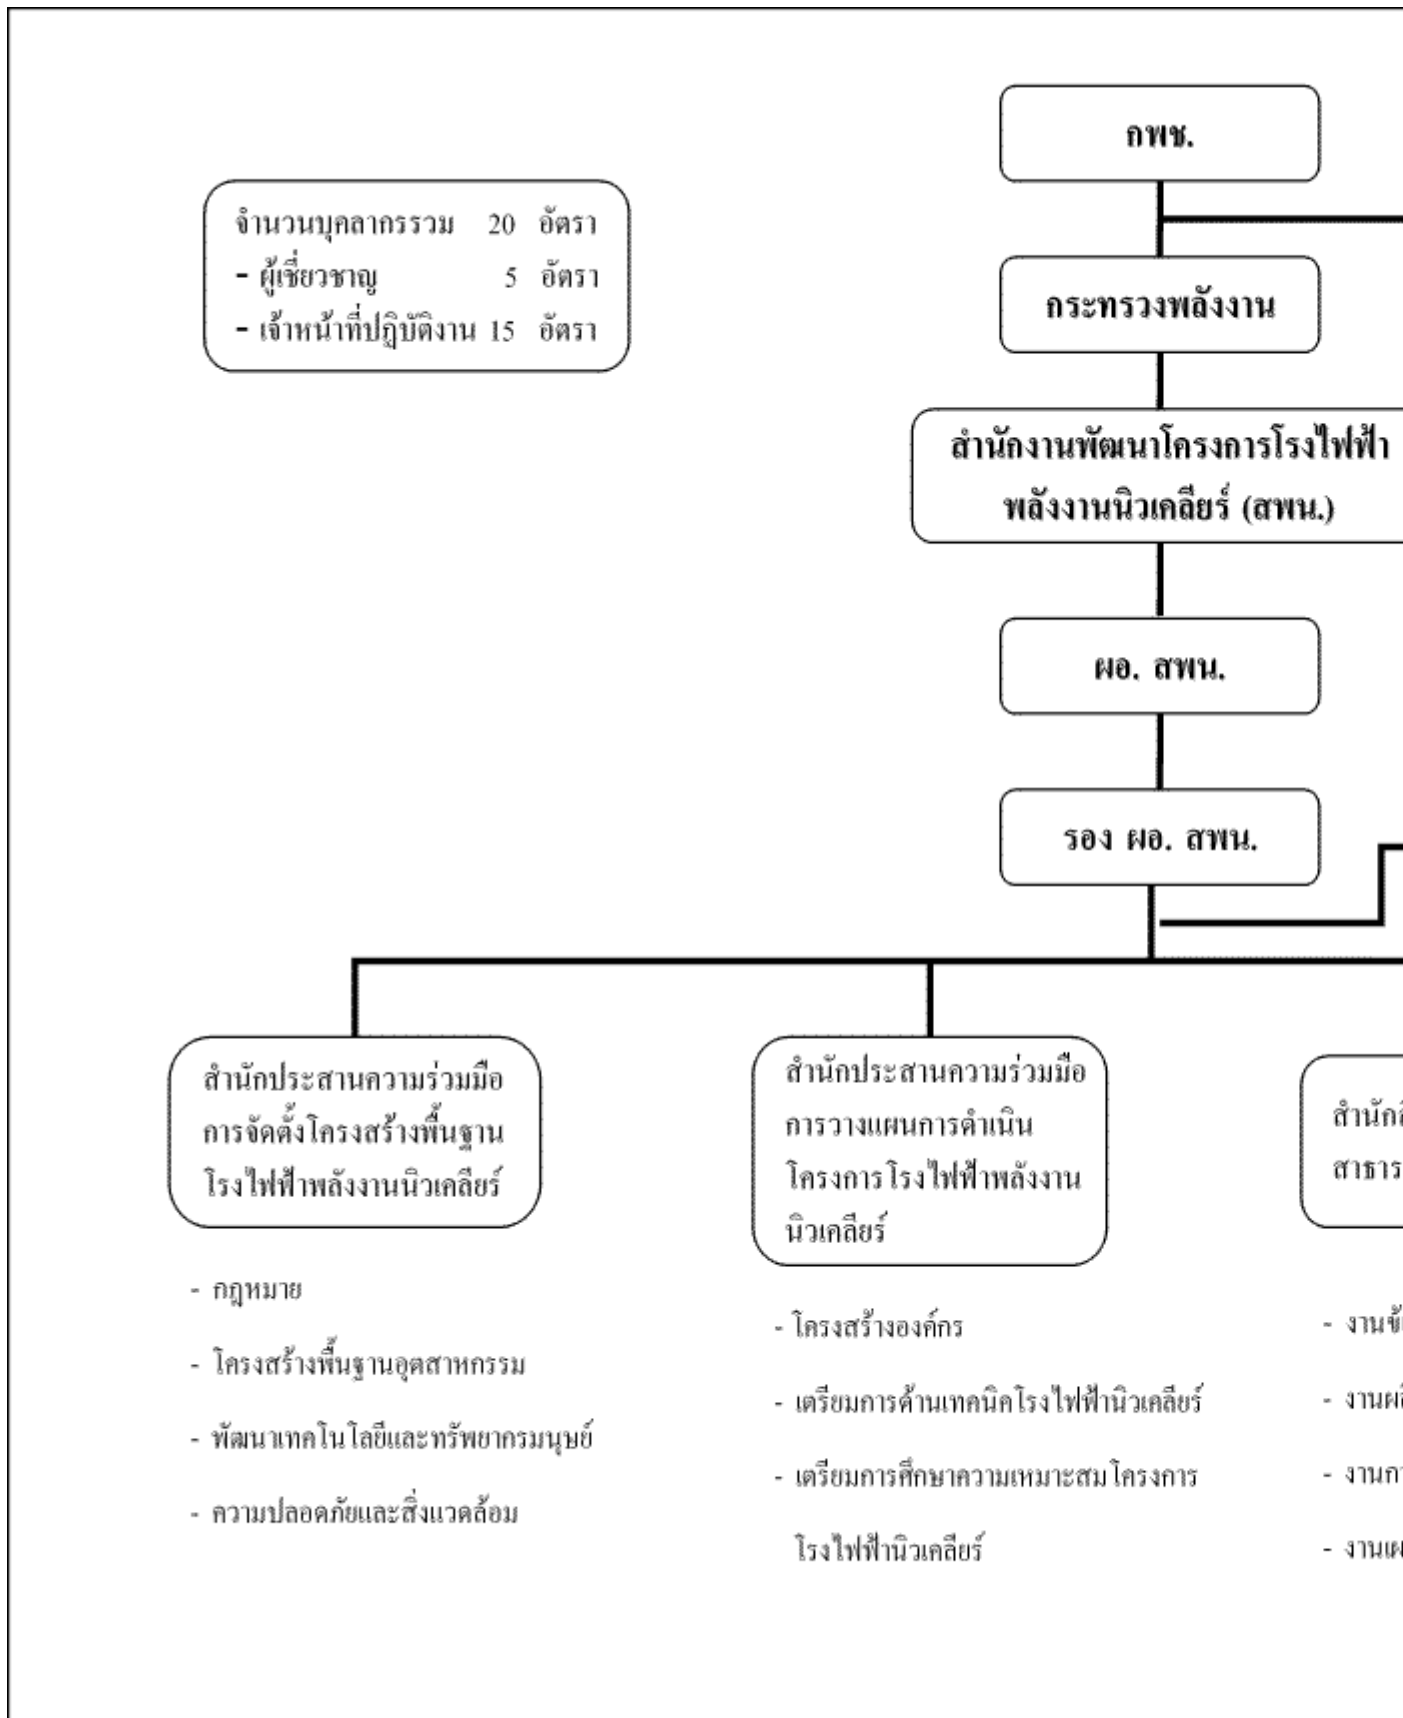 กพช.
จำนวนบุคลากรรวม 20 อัตรา
- ผู้เชี่ยวชาญ 5 อัตรา
- เจ้าหน้าที่ปฏิบัติงาน 15 อัตรา
กระทรวงพลังงาน
สำนักงานพัฒนาโครงการโรงไฟฟ้า
พลังงานนิวเคลียร์ (สพน.)
ผอ. สพน.
รอง ผอ. สพน.
สำนักประสานความร่วมมือ
การจัดตั้งโครงสร้างพื้นฐาน
โรงไฟฟ้าพลังงานนิวเคลียร์
- กฎหมาย
- โครงสร้างพื้นฐานอุตสาหกรรม
- พัฒนาเทคโนโลยีและทรัพยากรมนุษย์
- ความปลอดภัยและสิ่งแวดล้อม
สำนักประสานความร่วมมือ
การวางแผนการดำเนิน
โครงการโรงไฟฟ้าพลังงาน
นิวเคลียร์
- โครงสร้างองค์กร
- เตรียมการด้านเทคนิคโรงไฟฟ้านิวเคลียร์
- เตรียมการศึกษาความเหมาะสมโครงการ
โรงไฟฟ้านิวเคลียร์
สำนัก
สาธาร
- งาน
- งาน
- งาน
- งาน